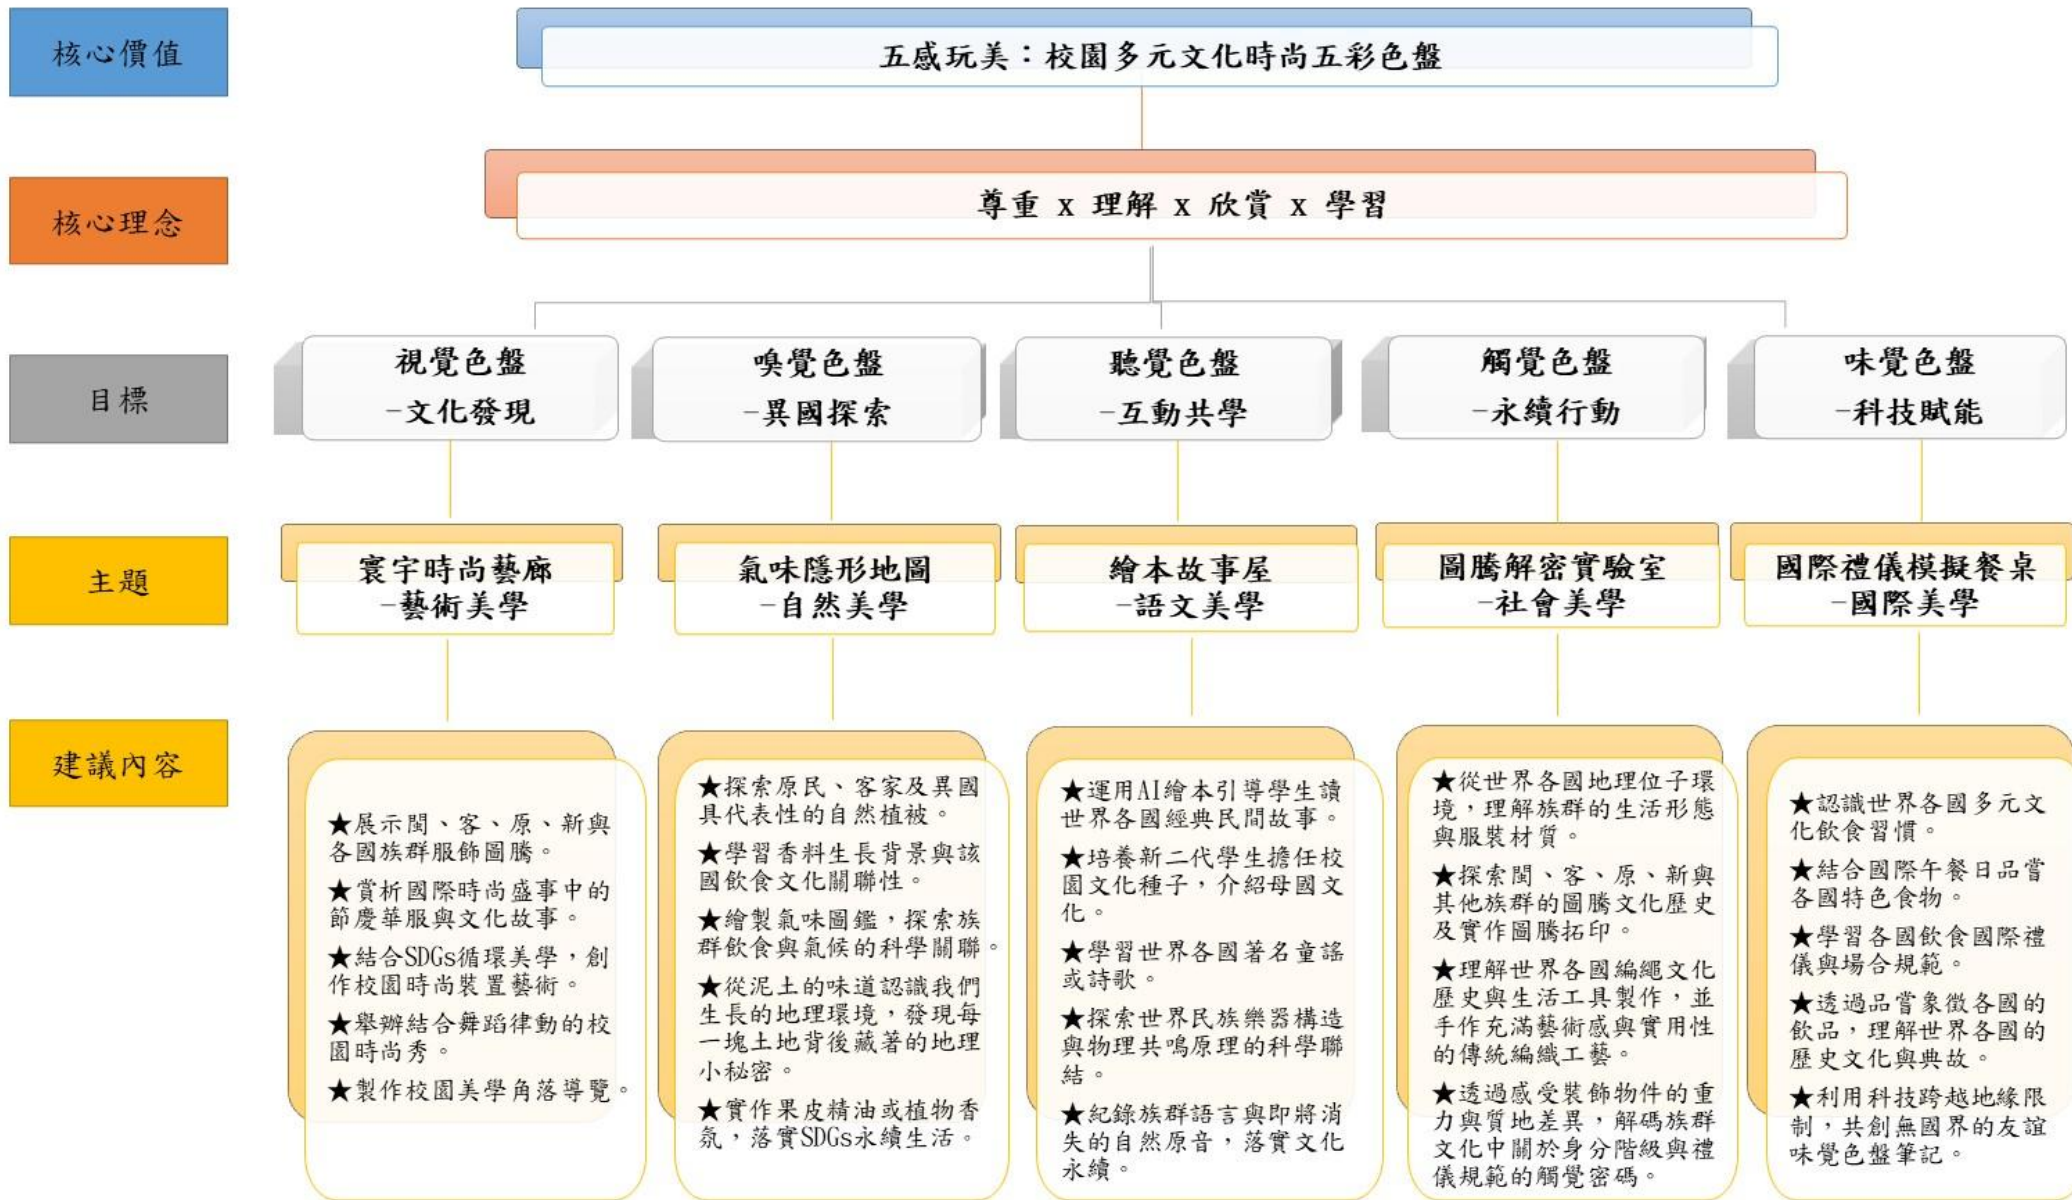 核心價值
五感玩美：校園多元文化時尚五彩色盤
核心理念
尊重 x 理解 x 欣賞 x 學習
目標
視覺色盤
-文化發現
嗅覺色盤
-異國探索
聽覺色盤
-互動共學
觸覺色盤
-永續行動
味覺色盤
-科技賦能
主題
寰宇時尚藝廊
-藝術美學
氣味隱形地圖
-自然美學
繪本故事屋
-語文美學
圖騰解密實驗室
-社會美學
國際禮儀模擬餐桌
-國際美學
建議內容
★展示閩、客、原、新與
各國族群服飾圖騰。
★賞析國際時尚盛事中的
節慶華服與文化故事。
★結合SDGs循環美學，創
作校園時尚裝置藝術。
★舉辦結合舞蹈律動的校
園時尚秀。
★製作校園美學角落導覽。
★探索原民、客家及異國
具代表性的自然植被。
★學習香料生長背景與該
國飲食文化關聯性。
★繪製氣味圖鑑，探索族
群飲食與氣候的科學關聯。
★從泥土的味道認識我們
生長的地理環境，發現每
一塊土地背後藏著的地理
小秘密。
★實作果皮精油或植物香
氛，落實SDGs永續生活。
★運用AI繪本引導學生讀
世界各國經典民間故事。
★培養新二代學生擔任校
園文化種子，介紹母國文
化。
★學習世界各國著名童謠
或詩歌。
★探索世界民族樂器構造
與物理共鳴原理的科學聯
結。
★紀錄族群語言與即將消
失的自然原音，落實文化
永續。
★從世界各國地理位子環
境，理解族群的生活形態
與服裝材質。
★探索閩、客、原、新與
其他族群的圖騰文化歷史
及實作圖騰拓印。
★理解世界各國編繩文化
歷史與生活工具製作，並
手作充滿藝術感與實用性
的傳統編織工藝。
★透過感受裝飾物件的重
力與質地差異，解碼族群
文化中關於身分階級與禮
儀規範的觸覺密碼。
★認識世界各國多元文
化飲食習慣。
★結合國際午餐日品嘗
各國特色食物。
★學習各國飲食國際禮
儀與場合規範。
★透過品嘗象徵各國的
飲品，理解世界各國的
歷史文化與典故。
★利用科技跨越地緣限
制，共創無國界的友誼
味覺色盤筆記。